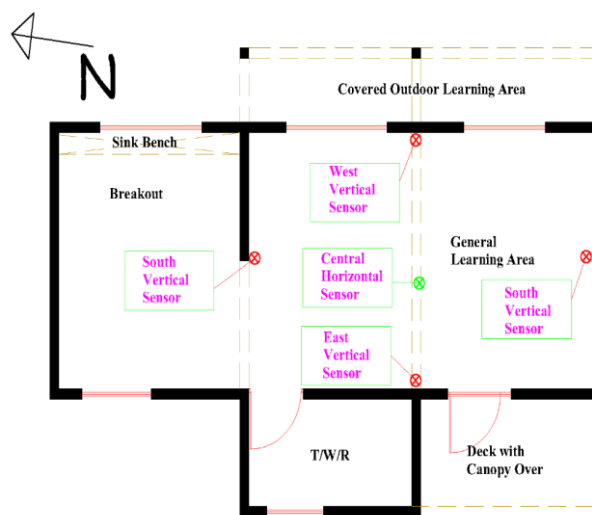 N
Covered Outdoor Learning Area
Sink Bench
Breakout
West
Vertical
Sensor
General
Learning Area
South
Vertical
Sensor
Central
Horizontal
Sensor
South
Vertical
Sensor
East
Vertical
Sensor
T/W/R
Deck with
Canopy Over